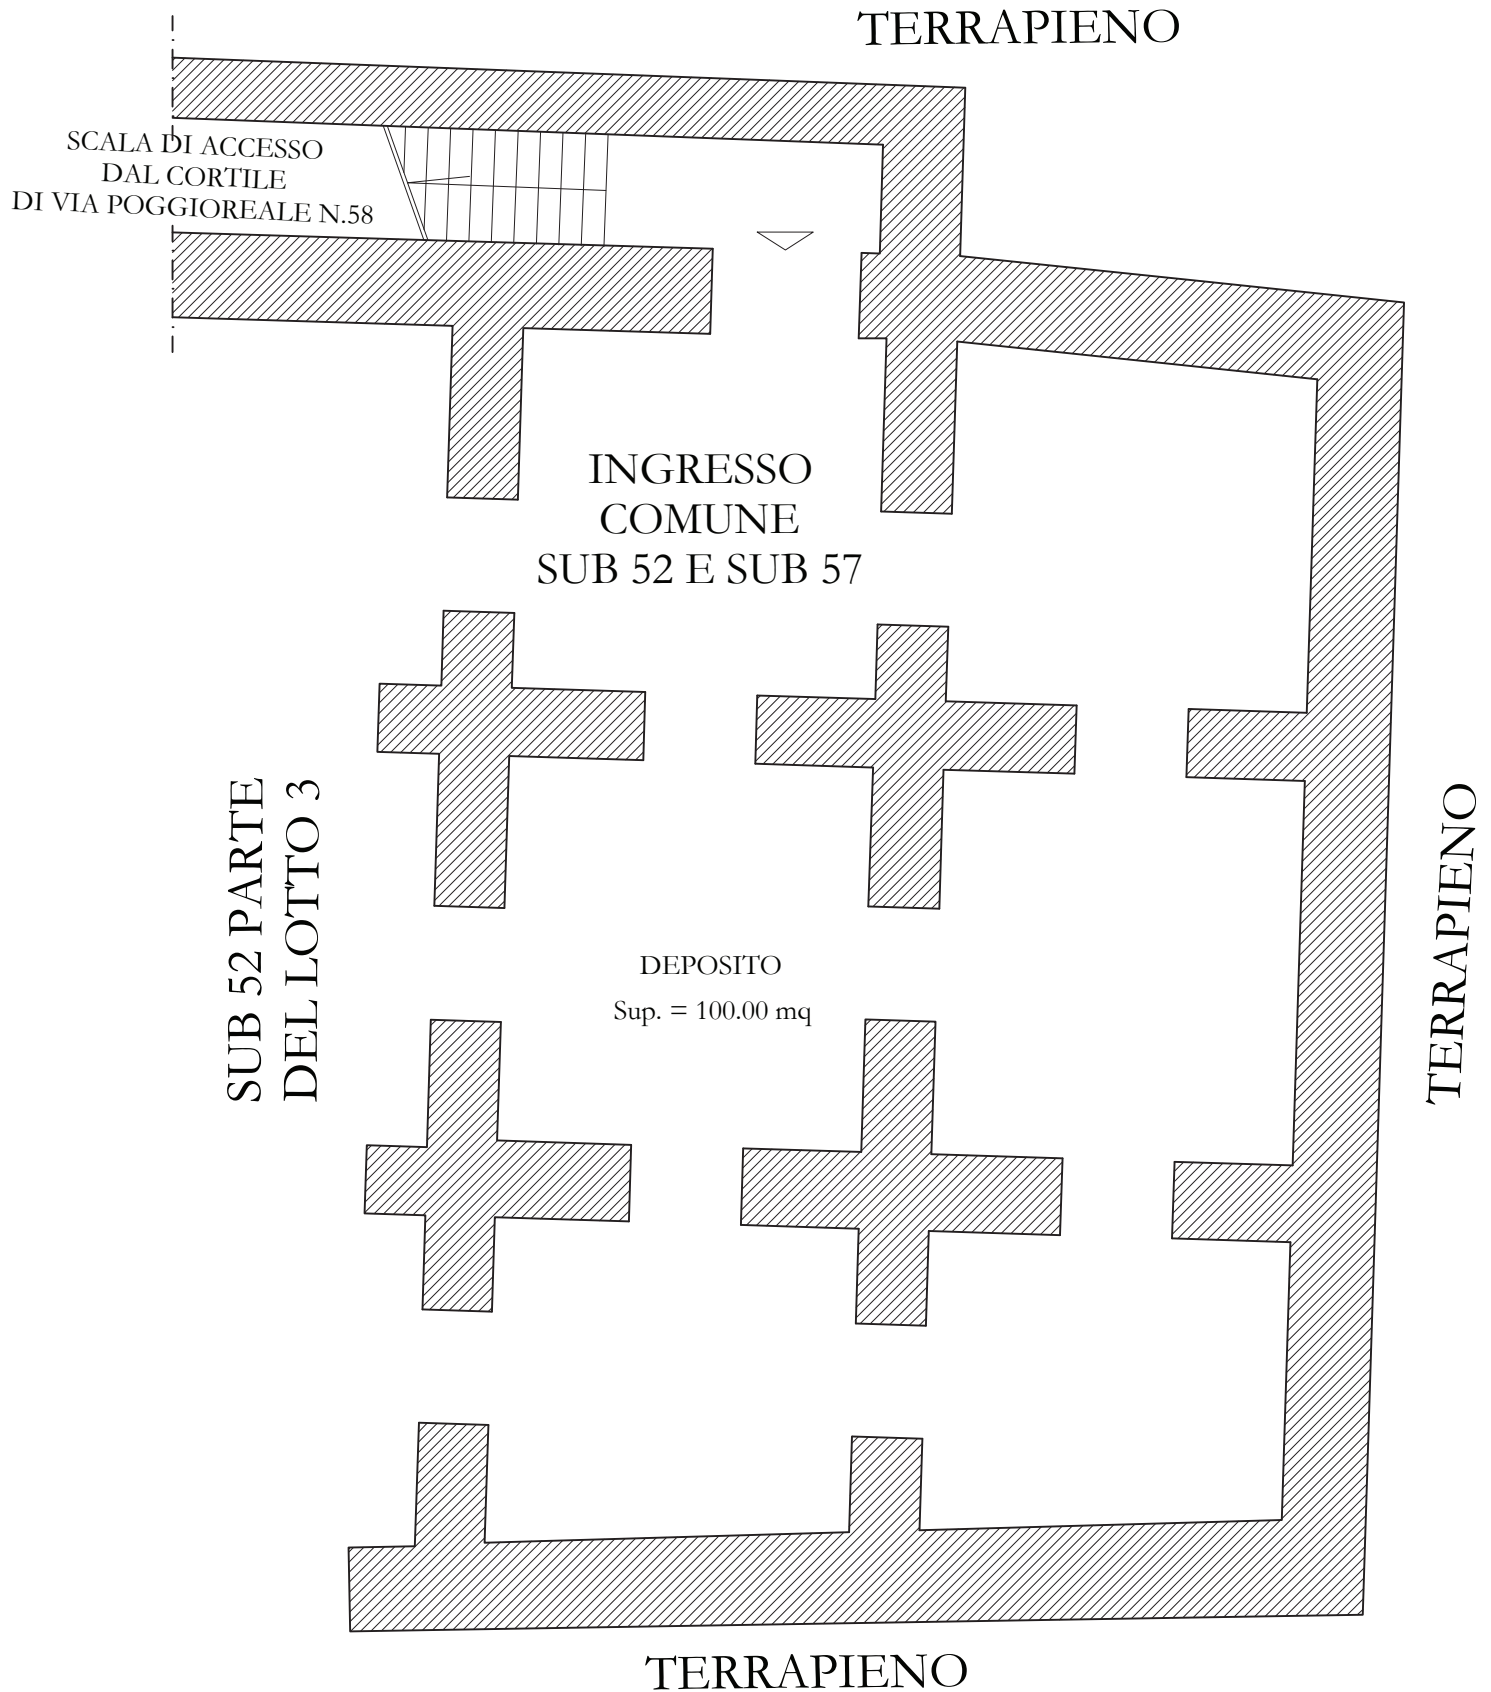 TERRAPIENO
SCALA DI ACCESSO
DAL CORTILE
DI VIA POGGIOREALE N.58
INGRESSO
COMUNE
SUB 52 E SUB 57
SUB 52 PARTE
DEL LOTTO 3
DEPOSITO
Sup. = 100.00 mq
TERRAPIENO
TERRAPIENO